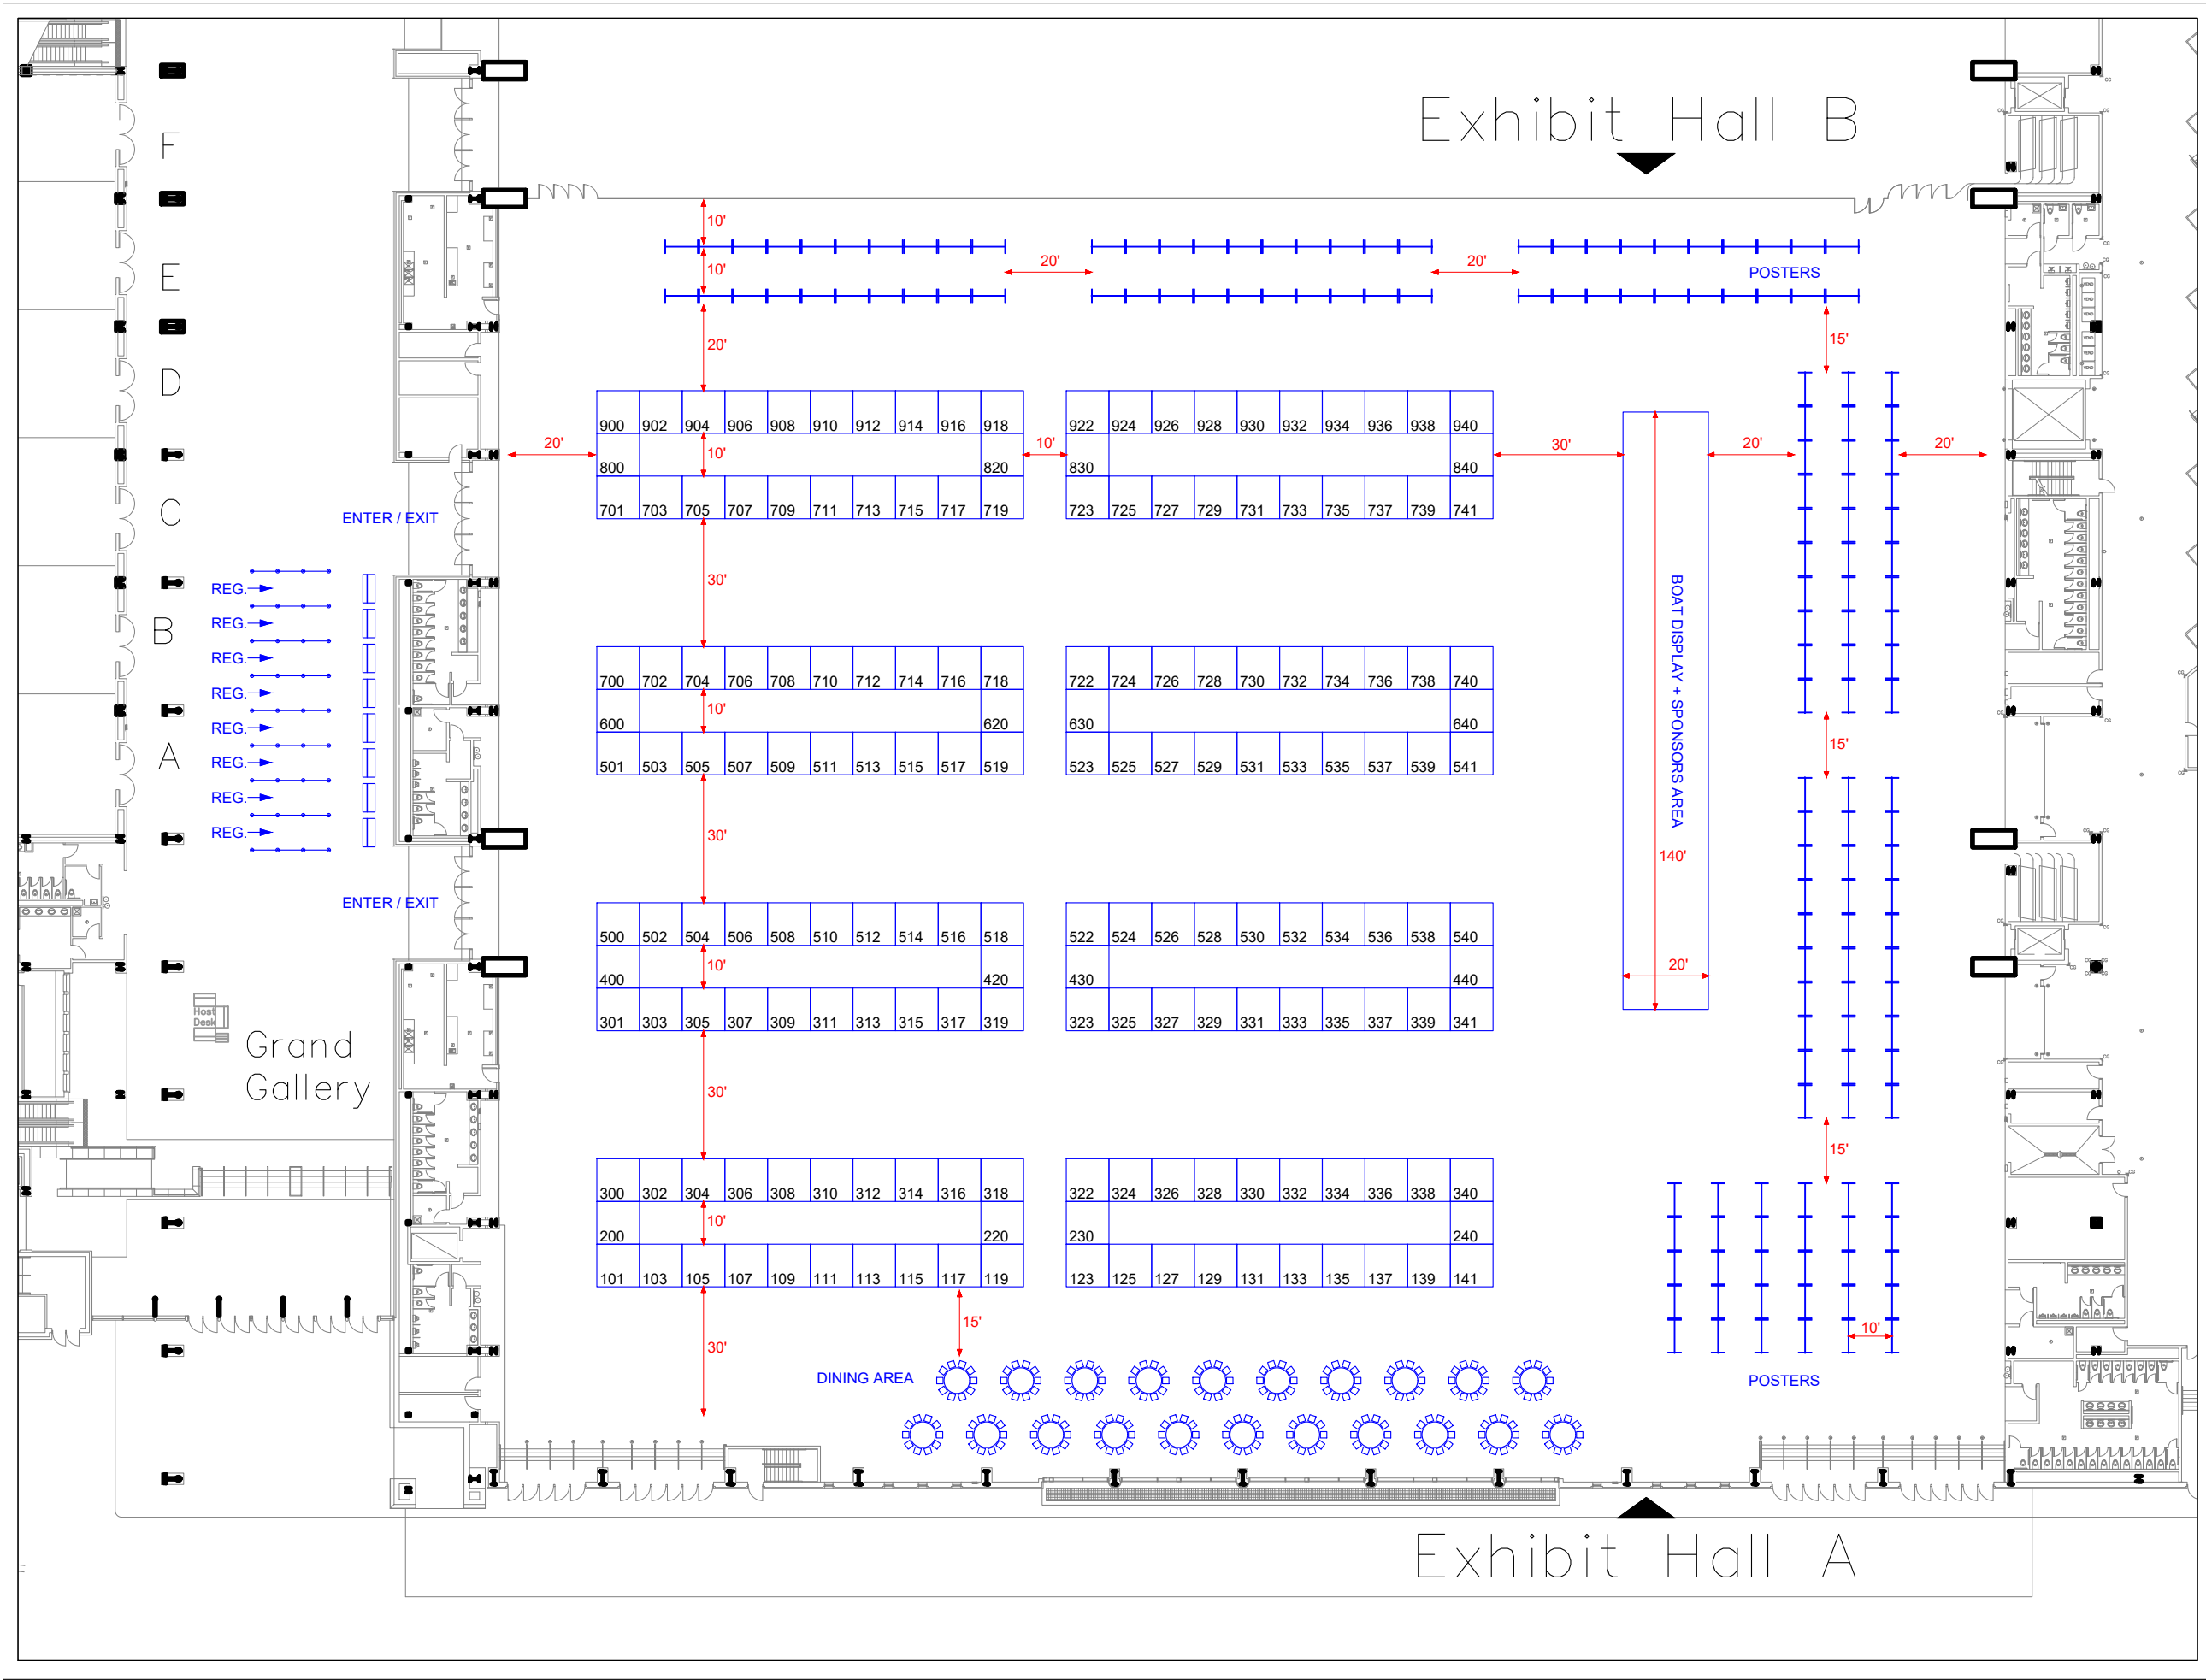 Exhibit Hall B
F
E
D
C
B
A
10'
10'
20'
20'
POSTERS
20'
15'
900 902 904 906 908 910 912 914 916 918
922 924 926 928 930 932 934 936 938 940
20'
10'
10'
30'
20'
20'
800 820 830 840
701 703 705 707 709 711 713 715 717 719
723 725 727 729 731 733 735 737 739 741
ENTER / EXIT
30'
REG.
REG.
REG.
REG.
REG.
REG.
REG.
REG.
BOAT DISPLAY + SPONSORS AREA
140'
20'
700 702 704 706 708 710 712 714 716 718
722 724 726 728 730 732 734 736 738 740
10'
600 620 630 640
15'
501 503 505 507 509 511 513 515 517 519
523 525 527 529 531 533 535 537 539 541
30'
ENTER / EXIT
500 502 504 506 508 510 512 514 516 518
522 524 526 528 530 532 534 536 538 540
10'
400 420 430 440
301 303 305 307 309 311 313 315 317 319
323 325 327 329 331 333 335 337 339 341
Host
Desk
Grand
Gallery
30'
15'
300 302 304 306 308 310 312 314 316 318
322 324 326 328 330 332 334 336 338 340
10'
200 220 230 240
101 103 105 107 109 111 113 115 117 119
123 125 127 129 131 133 135 137 139 141
15'
30'
10'
DINING AREA
POSTERS
Exhibit Hall A